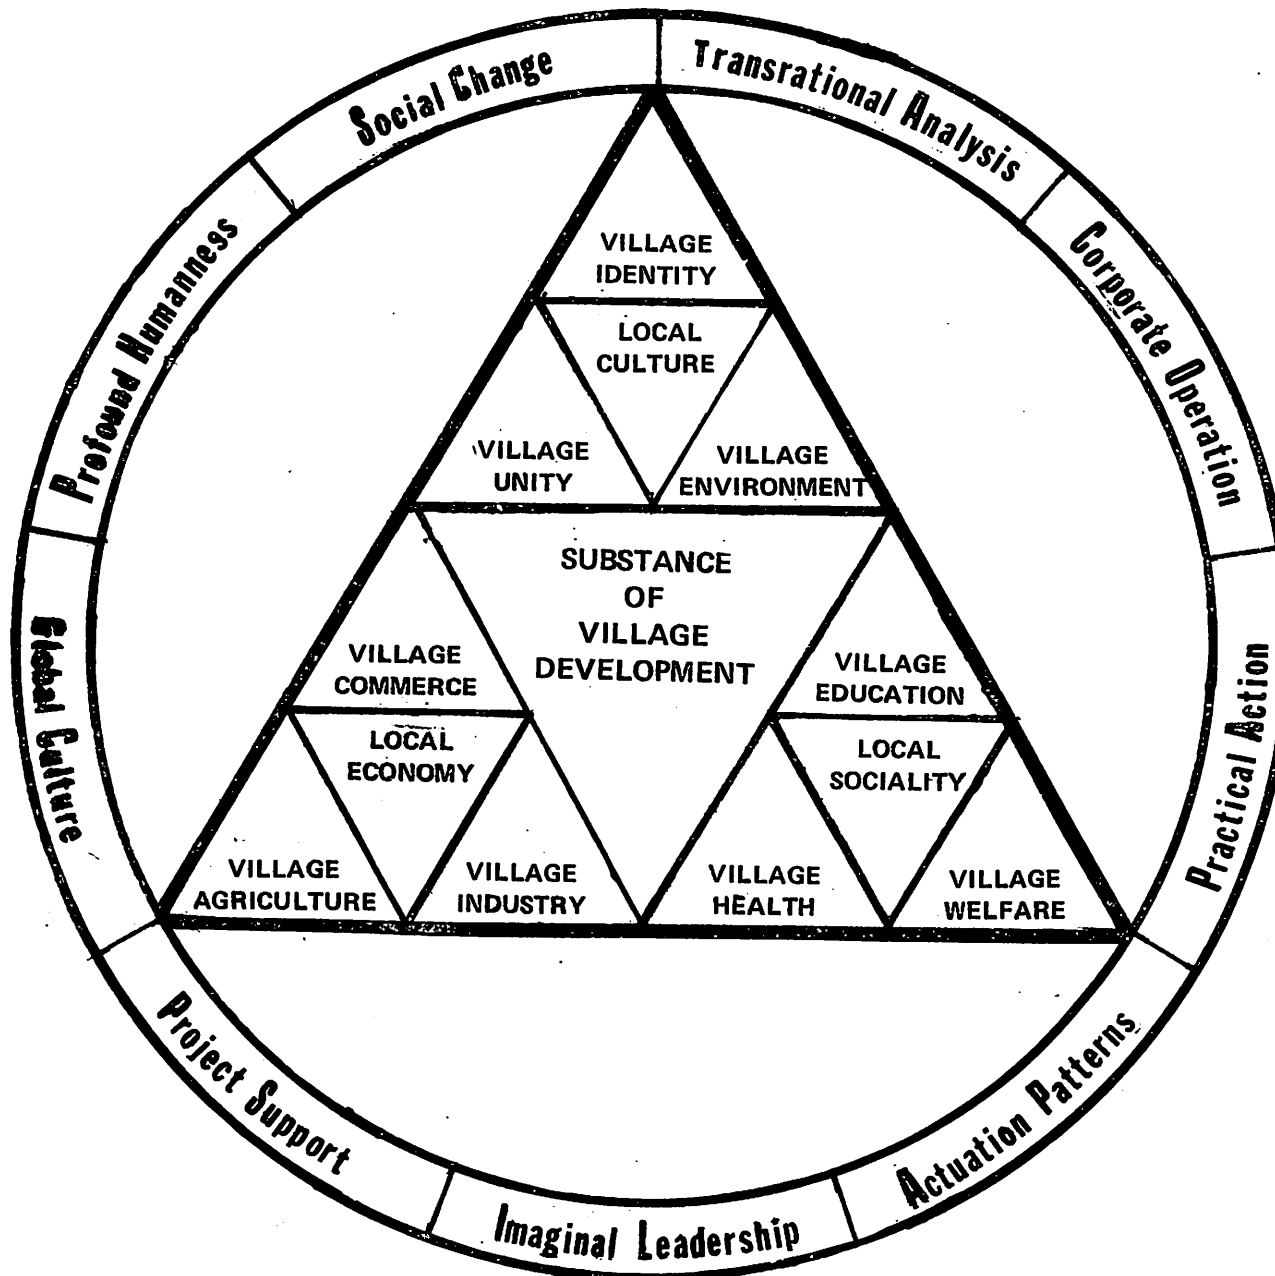 Social Change
Transrational Analysis
Corporate Operation
Practical Action
Actuation Patterns
Imaginal Leadership
Project Support
Global Culture
Profound Humanness
VILLAGE
IDENTITY
LOCAL
CULTURE
VILLAGE
UNITY
VILLAGE
ENVIRONMENT
SUBSTANCE
OF
VILLAGE
DEVELOPMENT
VILLAGE
COMMERCE
LOCAL
ECONOMY
VILLAGE
AGRICULTURE
VILLAGE
INDUSTRY
VILLAGE
EDUCATION
LOCAL
SOCIALITY
VILLAGE
HEALTH
VILLAGE
WELFARE